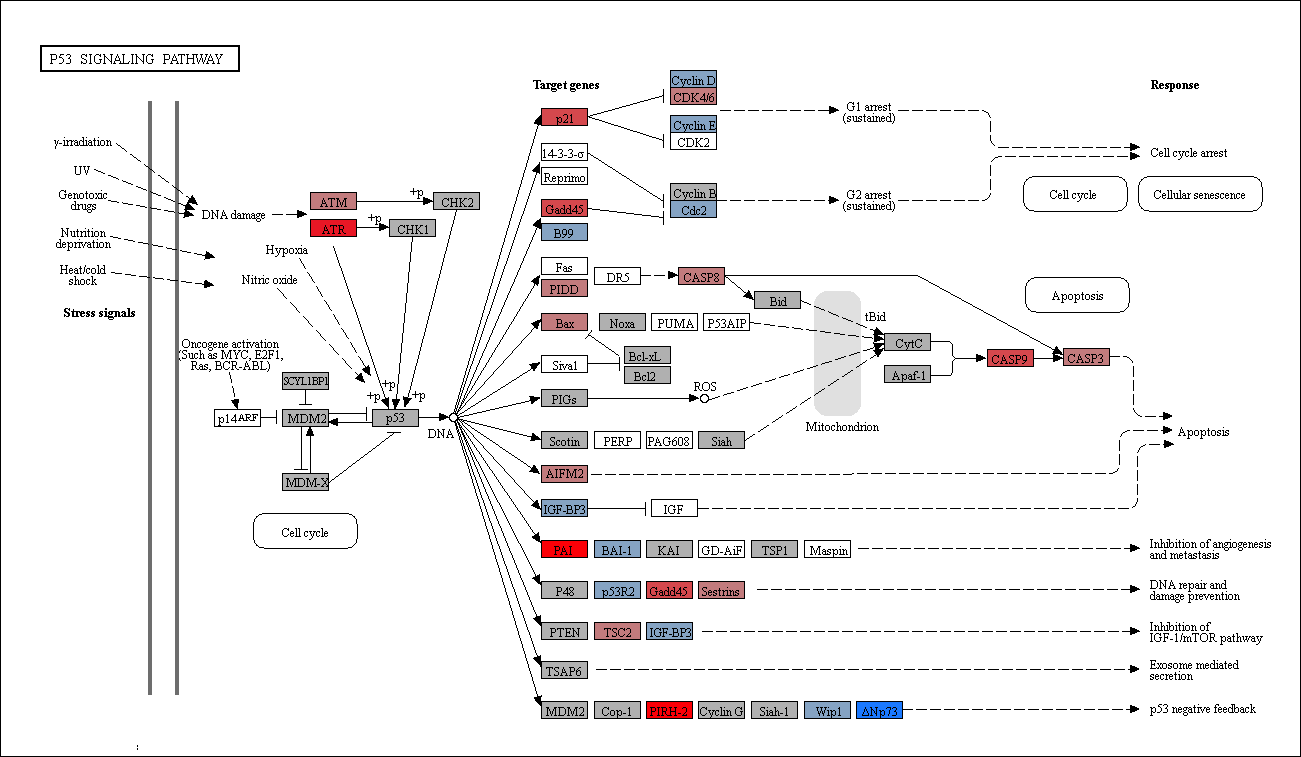 P53 SIGNALING PATHWAY
Target genes
Response
γ-irradiation
UV
Genotoxic
drugs
Nutrition
deprivation
Heat/cold
shock
Stress signals
DNA damage
ATM
+p
CHK2
ATR
+p
CHK1
Hypoxia
Nitric oxide
Oncogene activation
(Such as MYC, E2F1,
Ras, BCR-ABL)
SCYL1BP1
p14ARF
MDM2
+p
+p
+p
p53
DNA
MDM-X
Cell cycle
p21
Cyclin D
CDK4/6
Cyclin E
CDK2
G1 arrest
(sustained)
14-3-3-σ
Reprimo
Gadd45
B99
Cyclin B
Cdc2
G2 arrest
(sustained)
Cell cycle arrest
Cell cycle
Cellular senescence
Fas
PIDD
DR5
CASP8
Bid
tBid
Apoptosis
Bax
Noxa
PUMA
P53AIP
CytC
Siva1
Bcl-xL
Bcl2
Apaf-1
CASP9
CASP3
PIGs
ROS
Mitochondrion
Scotin
PERP
PAG608
Siah
Apoptosis
AIFM2
IGF-BP3
IGF
PAI
BAI-1
KAI
GD-AiF
TSP1
Maspin
Inhibition of angiogenesis
and metastasis
P48
p53R2
Gadd45
Sestrins
DNA repair and
damage prevention
PTEN
TSC2
IGF-BP3
Inhibition of
IGF-1/mTOR pathway
TSAP6
Exosome mediated
secretion
MDM2
Cop-1
PIRH-2
Cyclin G
Siah-1
Wip1
ΔNp73
p53 negative feedback
: